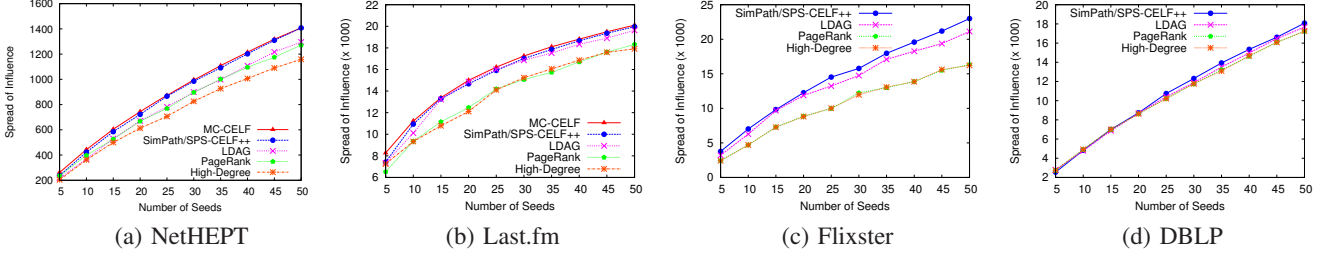 1600
1400
1200
1000
800
600
400
200
5 10 15 20 25 30 35 40 45 50
Spread of Influence
Number of Seeds
MC-CELF
SimPath/SPS-CELF++
LDAG
PageRank
High-Degree
(a) NetHEPT
22
20
18
16
14
12
10
8
6
5 10 15 20 25 30 35 40 45 50
Spread of Influence (x 1000)
Number of Seeds
MC-CELF
SimPath/SPS-CELF++
LDAG
PageRank
High-Degree
(b) Last.fm
25
20
15
10
5
0
5 10 15 20 25 30 35 40 45 50
Spread of Influence (x 1000)
Number of Seeds
SimPath/SPS-CELF++
LDAG
PageRank
High-Degree
(c) Flixster
20
18
16
14
12
10
8
6
4
2
5 10 15 20 25 30 35 40 45 50
Spread of Influence (x 1000)
Number of Seeds
SimPath/SPS-CELF++
LDAG
PageRank
High-Degree
(d) DBLP